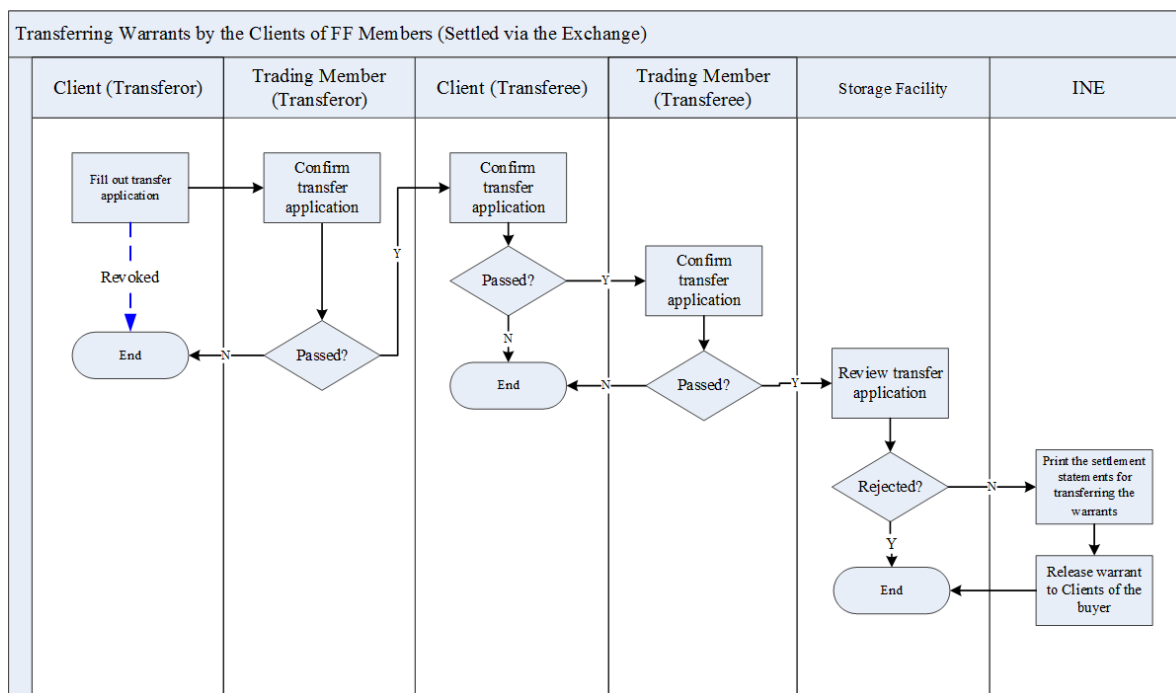 Transferring Warrants by the Clients of FF Members (Settled via the Exchange)
Client (Transferor)
Trading Member
(Transferor)
Client (Transferee)
Trading Member
(Transferee)
Storage Facility
INE
Fill out transfer
application
Confirm
transfer
application
Confirm
transfer
application
Revoked
Y
Passed?
Y
Confirm
transfer
application
N
End
N
Passed?
End
N
Passed?
Y
Review transfer
application
Rejected?
N
Print the settlement
statements for
transferring the
warrants
Y
End
Release warrant
to Clients of the
buyer